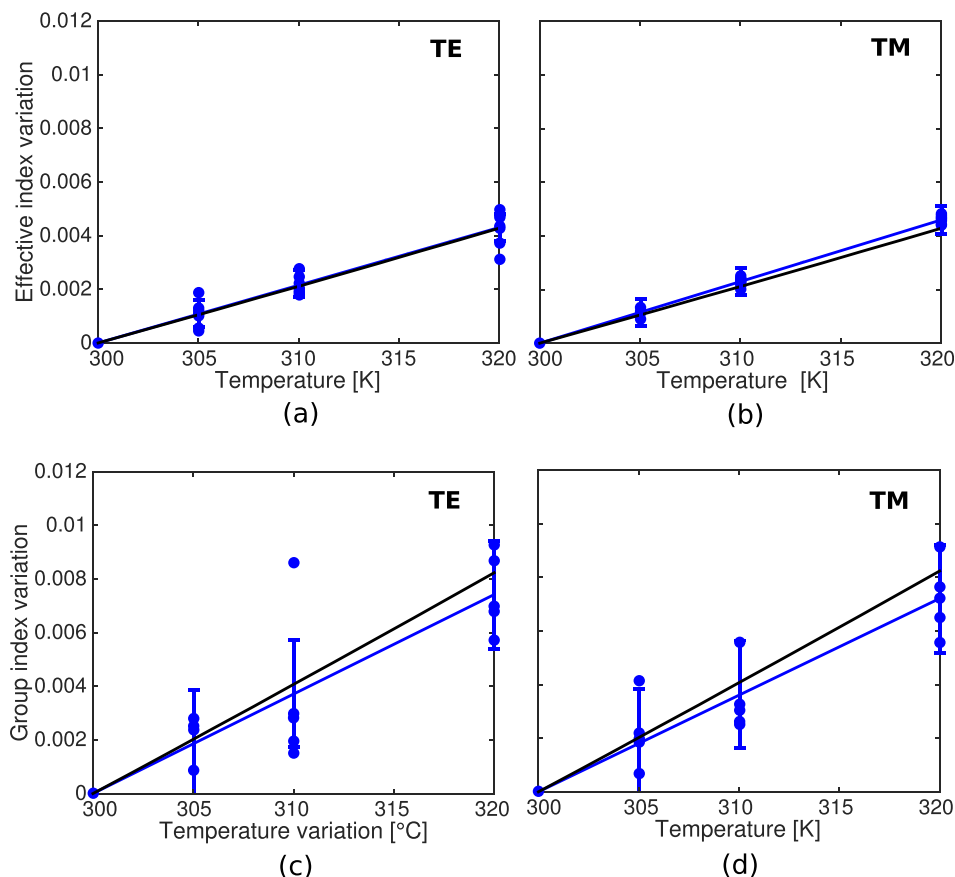 0.012
0.01
0.008
0.006
0.004
0.002
0
Effective index variation
TE
300 305 310 315 320
Temperature [K]
(a)
TM
300 305 310 315 320
Temperature [K]
(b)
0.012
0.01
0.008
0.006
0.004
0.002
0
Group index variation
TE
300 305 310 315 320
Temperature variation [°C]
(c)
TM
300 305 310 315 320
Temperature [K]
(d)